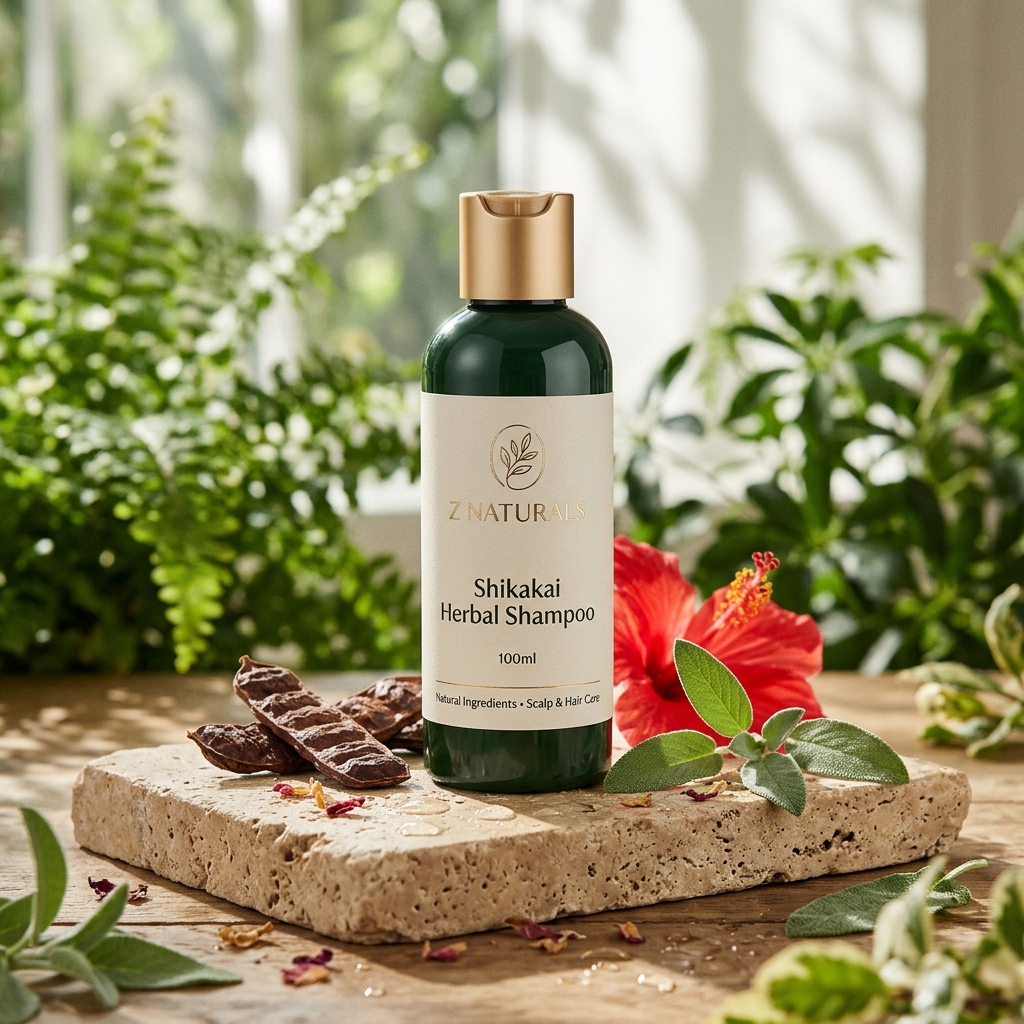 Z NATURALS
Shikakai
Herbal Shampoo
100ml
Natural Ingredients • Scalp & Hair Care